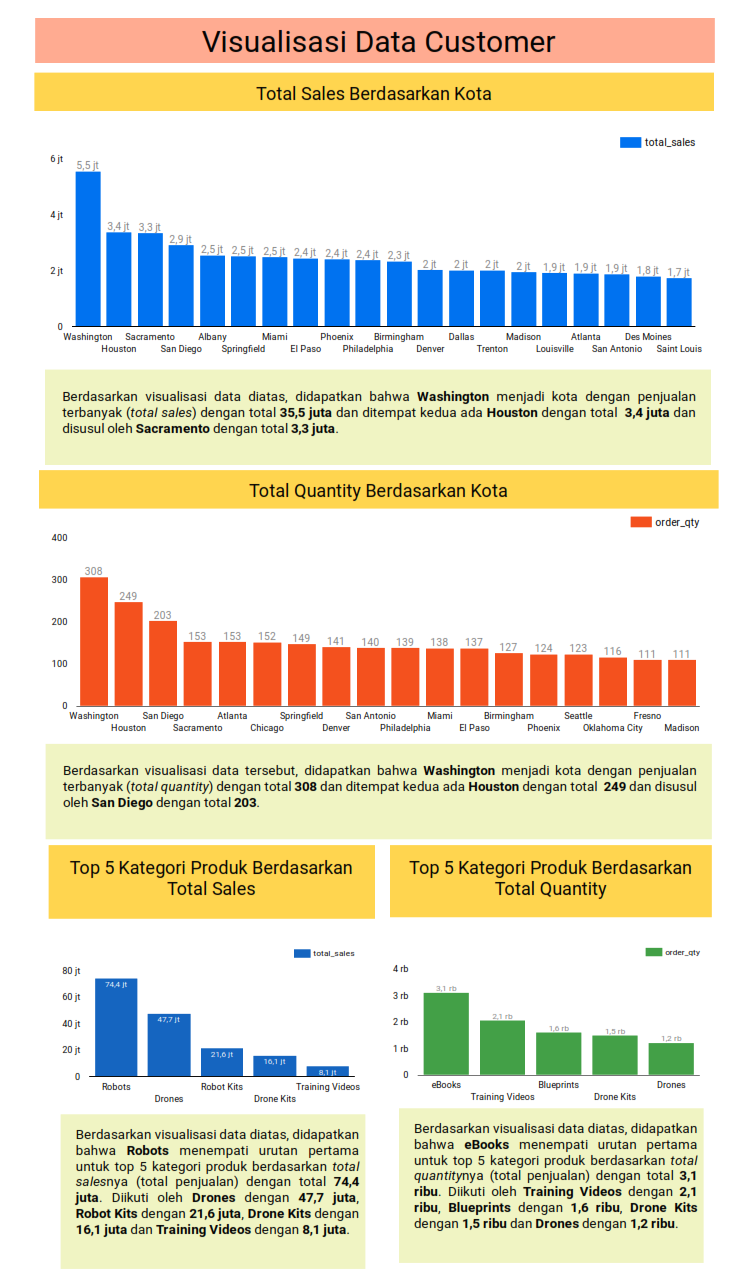 Visualisasi Data Customer
Total Sales Berdasarkan Kota
total_sales
6 jt
4 jt
2 jt
0
5,5 jt
3,4 jt
3,3 jt
2,9 jt
2,5 jt
2,5 jt
2,5 jt
2,4 jt
2,4 jt
2,4 jt
2,3 jt
2 jt
2 jt
2 jt
2 jt
1,9 jt
1,9 jt
1,9 jt
1,8 jt
1,7 jt
Washington
Houston
Sacramento
San Diego
Albany
Springfield
Miami
El Paso
Phoenix
Philadelphia
Birmingham
Denver
Dallas
Trenton
Madison
Louisville
Atlanta
San Antonio
Des Moines
Saint Louis
Berdasarkan visualisasi data diatas, didapatkan bahwa Washington menjadi kota dengan penjualan
terbanyak (total sales) dengan total 35,5 juta dan ditempat kedua ada Houston dengan total 3,4 juta dan
disusul oleh Sacramento dengan total 3,3 juta.
Total Quantity Berdasarkan Kota
order_qty
400
300
200
100
0
308
249
203
153
153
152
149
141
140
139
138
137
127
124
123
116
111
111
Washington
Houston
San Diego
Sacramento
Atlanta
Chicago
Springfield
Denver
San Antonio
Philadelphia
Miami
El Paso
Birmingham
Phoenix
Seattle
Oklahoma City
Fresno
Madison
Berdasarkan visualisasi data tersebut, didapatkan bahwa Washington menjadi kota dengan penjualan
terbanyak (total quantity) dengan total 308 dan ditempat kedua ada Houston dengan total 249 dan disusul
oleh San Diego dengan total 203.
Top 5 Kategori Produk Berdasarkan
Total Sales
total_sales
80 jt
60 jt
40 jt
20 jt
0
74,4 jt
47,7 jt
21,6 jt
16,1 jt
8,1 jt
Robots
Drones
Robot Kits
Drone Kits
Training Videos
Berdasarkan visualisasi data diatas, didapatkan
bahwa Robots menempati urutan pertama
untuk top 5 kategori produk berdasarkan total
salesnya (total penjualan) dengan total 74,4
juta. Diikuti oleh Drones dengan 47,7 juta,
Robot Kits dengan 21,6 juta, Drone Kits dengan
16,1 juta dan Training Videos dengan 8,1 juta.
Top 5 Kategori Produk Berdasarkan
Total Quantity
order_qty
4 rb
3 rb
2 rb
1 rb
0
3,1 rb
2,1 rb
1,6 rb
1,5 rb
1,2 rb
eBooks
Training Videos
Blueprints
Drone Kits
Drones
Berdasarkan visualisasi data diatas, didapatkan
bahwa eBooks menempati urutan pertama
untuk top 5 kategori produk berdasarkan total
quantitynya (total penjualan) dengan total 3,1
ribu. Diikuti oleh Training Videos dengan 2,1
ribu, Blueprints dengan 1,6 ribu, Drone Kits
dengan 1,5 ribu dan Drones dengan 1,2 ribu.